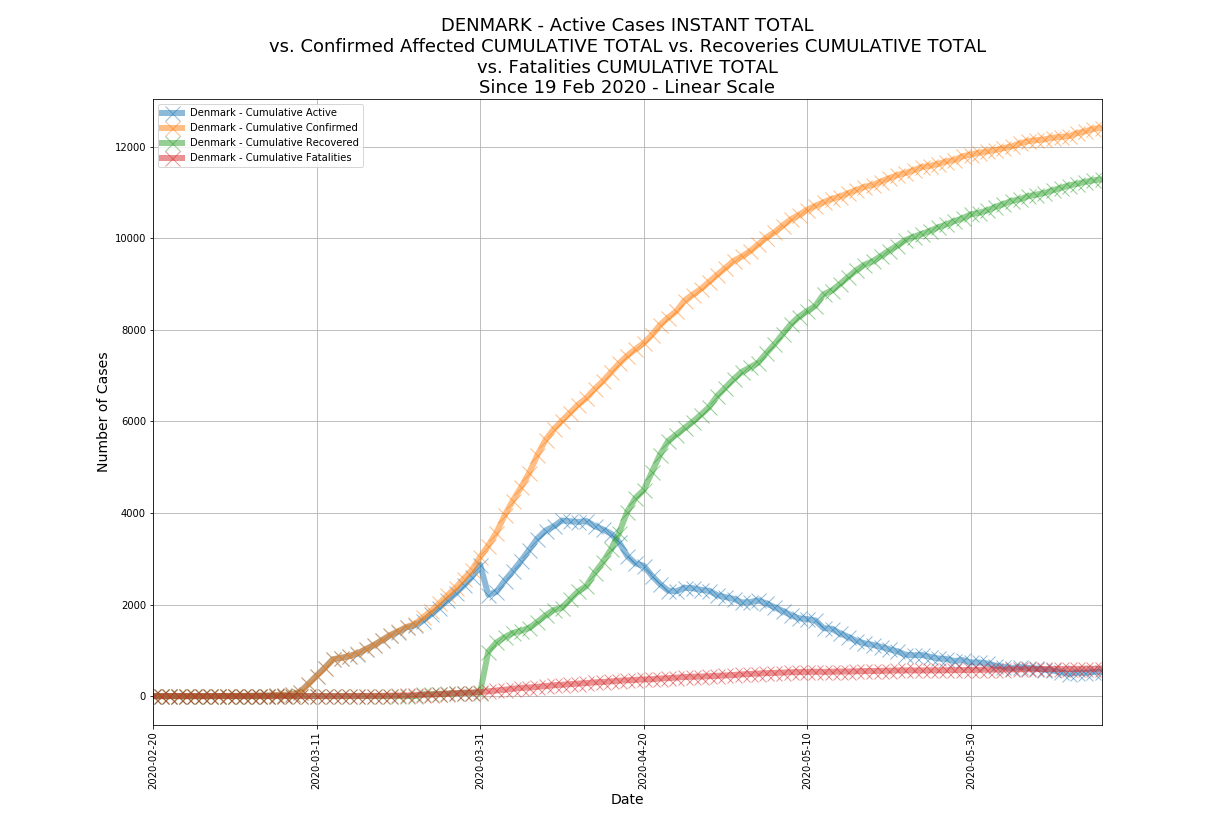 DENMARK - Active Cases INSTANT TOTAL
vs. Confirmed Affected CUMULATIVE TOTAL vs. Recoveries CUMULATIVE TOTAL
vs. Fatalities CUMULATIVE TOTAL
Since 19 Feb 2020 - Linear Scale
Denmark - Cumulative Active
Denmark - Cumulative Confirmed
Denmark - Cumulative Recovered
Denmark - Cumulative Fatalities
Number of Cases
12000
10000
8000
6000
4000
2000
0
2020-02-20
2020-03-11
2020-03-31
2020-04-20
2020-05-10
2020-05-30
Date